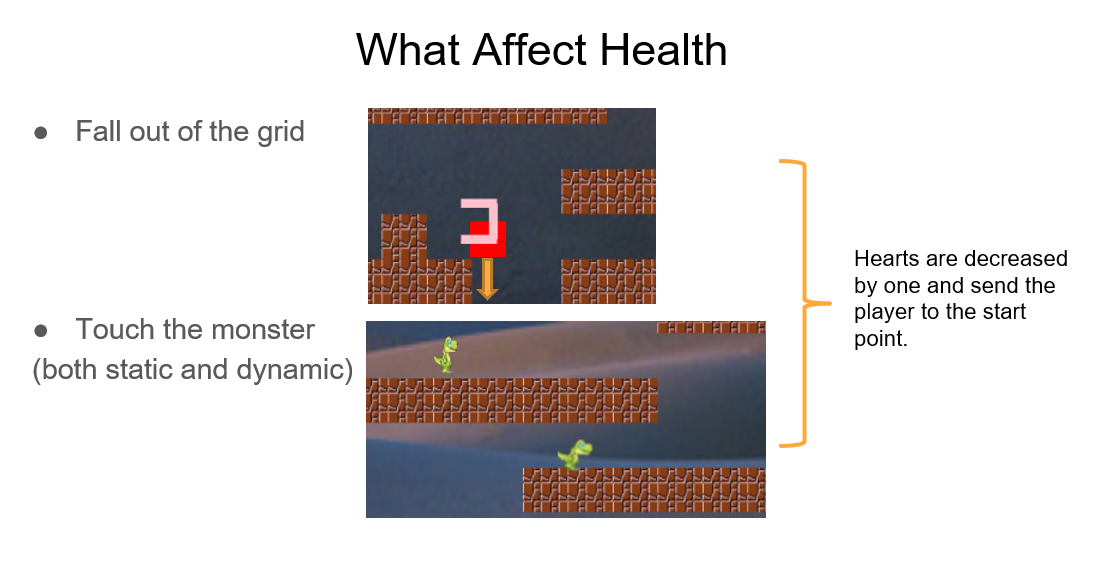 What Affect Health
● Fall out of the grid
● Touch the monster
(both static and dynamic)
Hearts are decreased
by one and send the
player to the start
point.